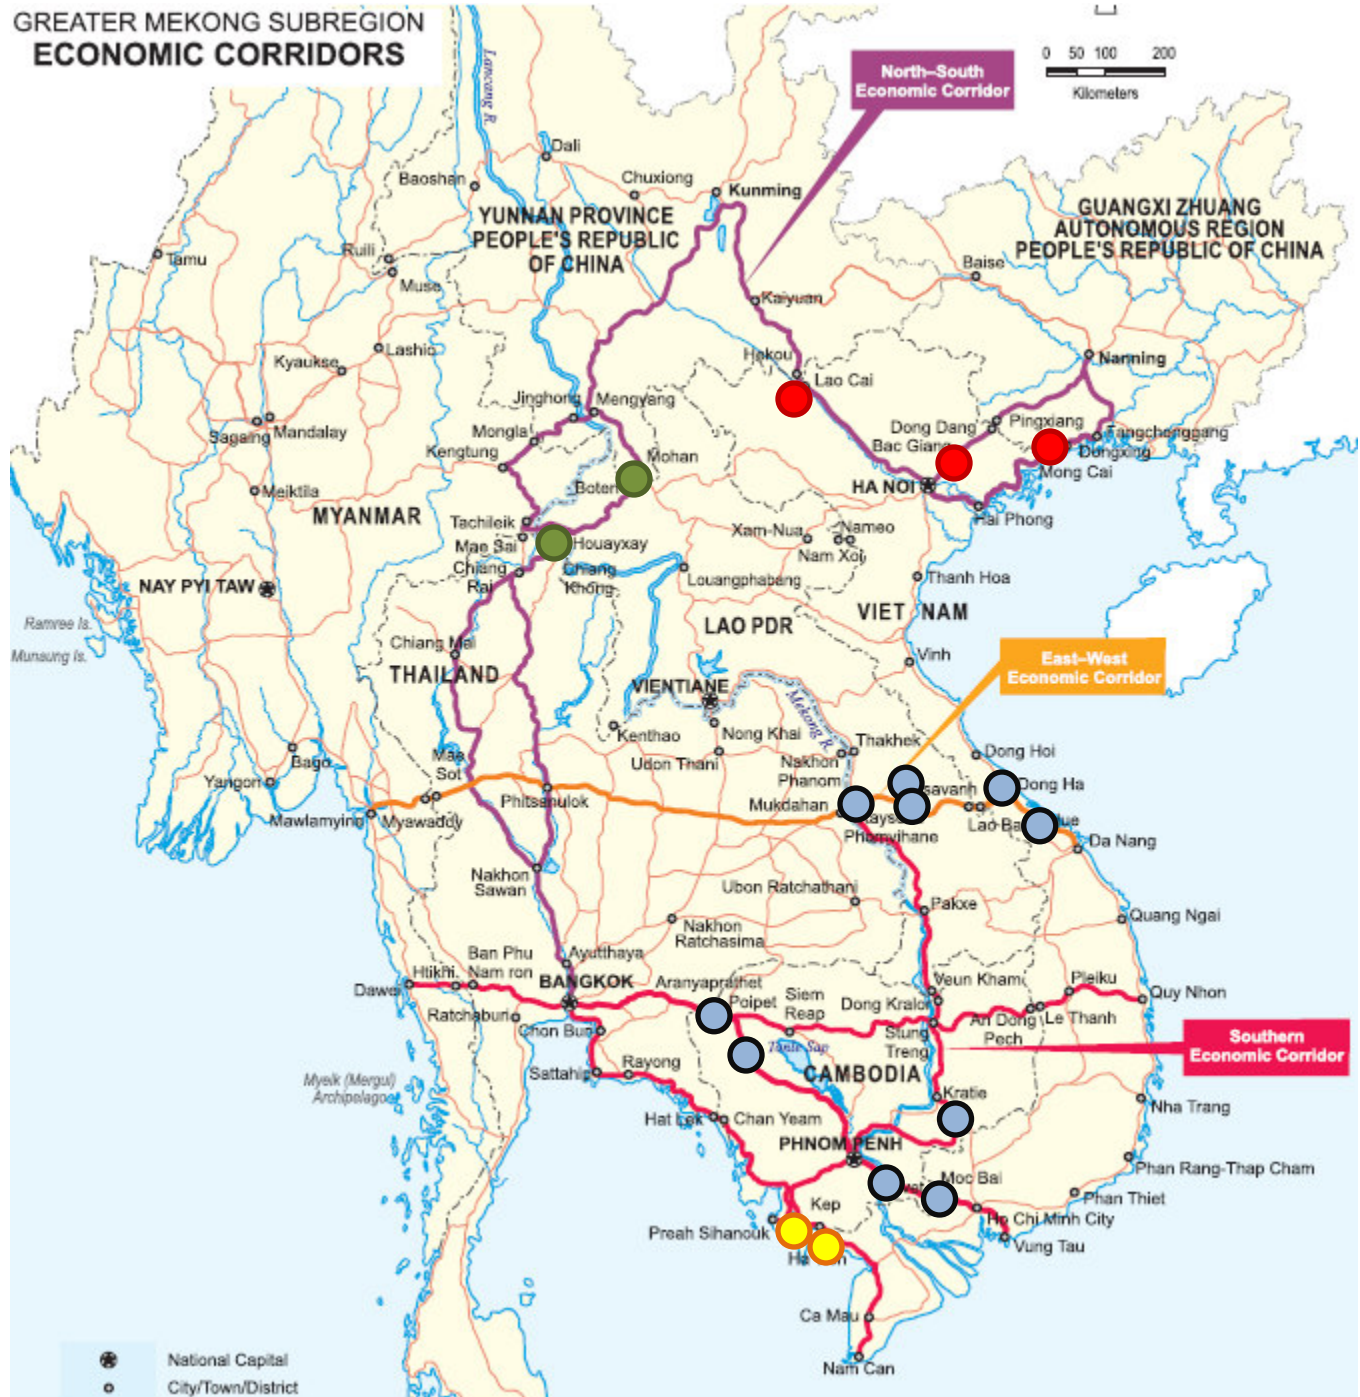 GREATER MEKONG SUBREGION
ECONOMIC CORRIDORS
Lancang R.
North–South
Economic Corridor
0 50 100 200
Kilometers
Dali
Baoshan
Chuxiong
Kunming
YUNNAN PROVINCE
PEOPLE'S REPUBLIC
OF CHINA
GUANGXI ZHUANG
AUTONOMOUS REGION
PEOPLE'S REPUBLIC OF CHINA
Tamu
Ruili
Muse
Baise
Kaiyuan
Lashio
Kyaukse
Hekou
Lao Cai
Nanning
Jinghong
Mengyang
Sagaing
Mandalay
Mongla
Kengtung
Mohan
Boten
Dong Dang
Pingxiang
Bac Giang
Fangchenggang
Dongxing
Mong Cai
HA NOI
Hai Phong
Meiktila
MYANMAR
Tachileik
Mae Sai
Houayxay
Chiang
Rai
Chiang
Khong
Xam-Nua
Nameo
Nam Xoi
Louangphabang
Thanh Hoa
NAY PYI TAW
Ramree Is.
Munaung Is.
LAO PDR
VIET NAM
Chiang Mai
THAILAND
Vinh
East–West
Economic Corridor
VIENTIANE
Mekong R.
Kenthao
Nong Khai
Udon Thani
Thakhek
Nakhon
Phanom
Dong Hoi
Bago
Yangon
Mae
Sot
Phitsanulok
Mukdahan
savanh
Dong Ha
Mawlamyine
Myawaddy
Kayso
Phomvihane
Lao Ba
ue
Da Nang
Nakhon
Sawan
Ubon Ratchathani
Pakxe
Nakhon
Ratchasima
Quang Ngai
Ban Phu
Nam ron
Htikhi
Dawei
Ayutthaya
BANGKOK
Aranyaprathet
Poipet
Siem
Reap
Dong Kralor
Veun Kham
Pleiku
Quy Nhon
Ratchaburi
Chon Buri
Stung
Treng
An Dong
Pech
Le Thanh
Southern
Economic Corridor
Tonle Sap
CAMBODIA
Rayong
Sattahip
Myeik (Mergui)
Archipelago
Hat Lek
Chan Yeam
Kratie
Nha Trang
PHNOM PENH
Moc Bai
Phan Rang-Thap Cham
Phan Thiet
Kep
Ho Chi Minh City
Vung Tau
Preah Sihanouk
Ha
Ca Mau
Nam Can
National Capital
City/Town/District